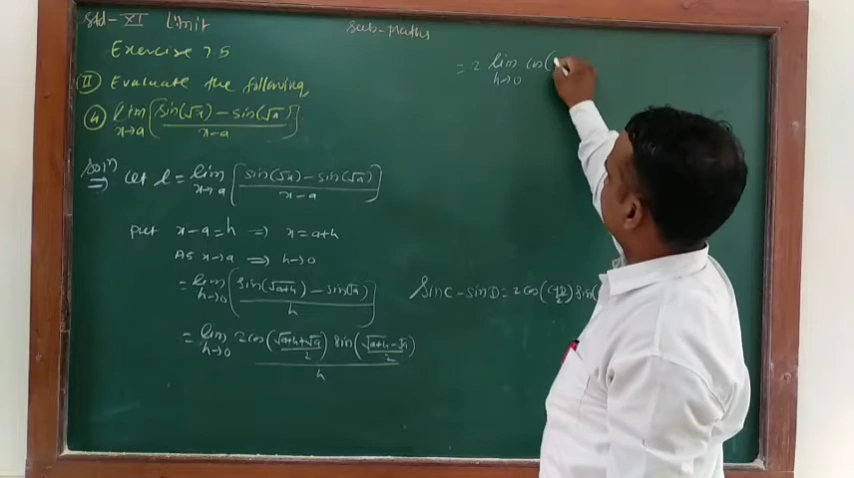 Std-XI Limit
Sub-Maths
Exercise 7.5
II Evaluate the following
4 lim x→a [sin(√x)-sin(√a) / x-a]
Solⁿ ⇒ Let l = lim x→a [sin(√x)-sin(√a) / x-a]
put x-a=h ⇒ x=a+h
As x→a ⇒ h→0
= lim h→0 [sin(√a+h)-sin(√a) / h]
sinC-sinD=2cos(C+D/2) sin(
= lim h→0 2cos(√a+h+√a / 2) sin(√a+h-√a / 2) / h
= 2 lim h→0 cos(